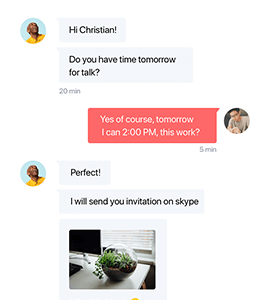 Hi Christian!
Do you have time tomorrow
for talk?
20 min
Yes of course, tomorrow
I can 2:00 PM, this work?
5 min
Perfect!
I will send you invitation on skype